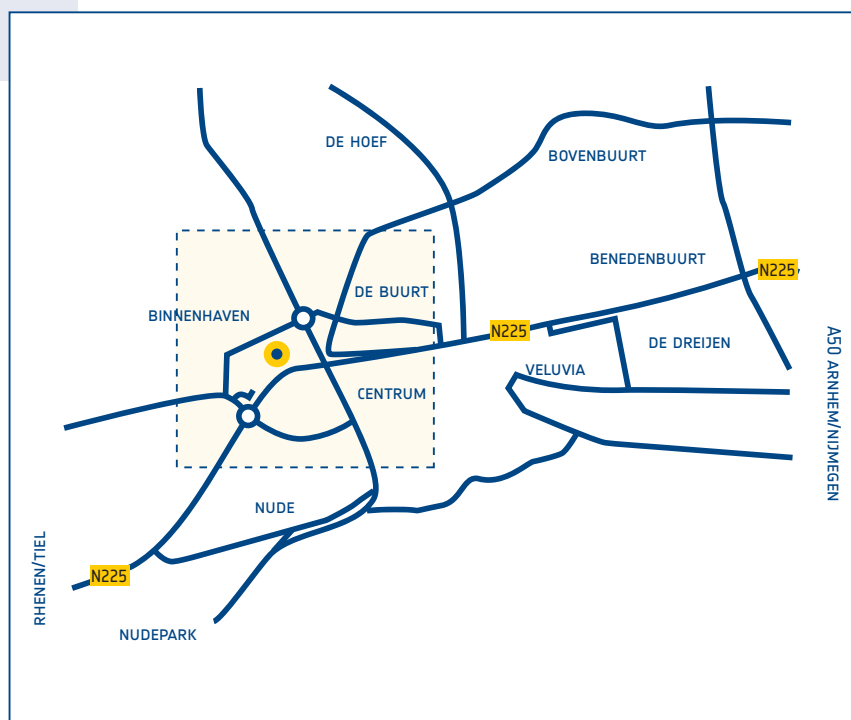 DE HOEF
BOVENBUURT
BENEDENBUURT
N225
DE BUURT
BINNENHAVEN
N225
DE DREIJEN
VELUVIA
CENTRUM
A50 ARNHEM/NIJMEGEN
NUDE
RHENEN/TIEL
N225
NUDEPARK